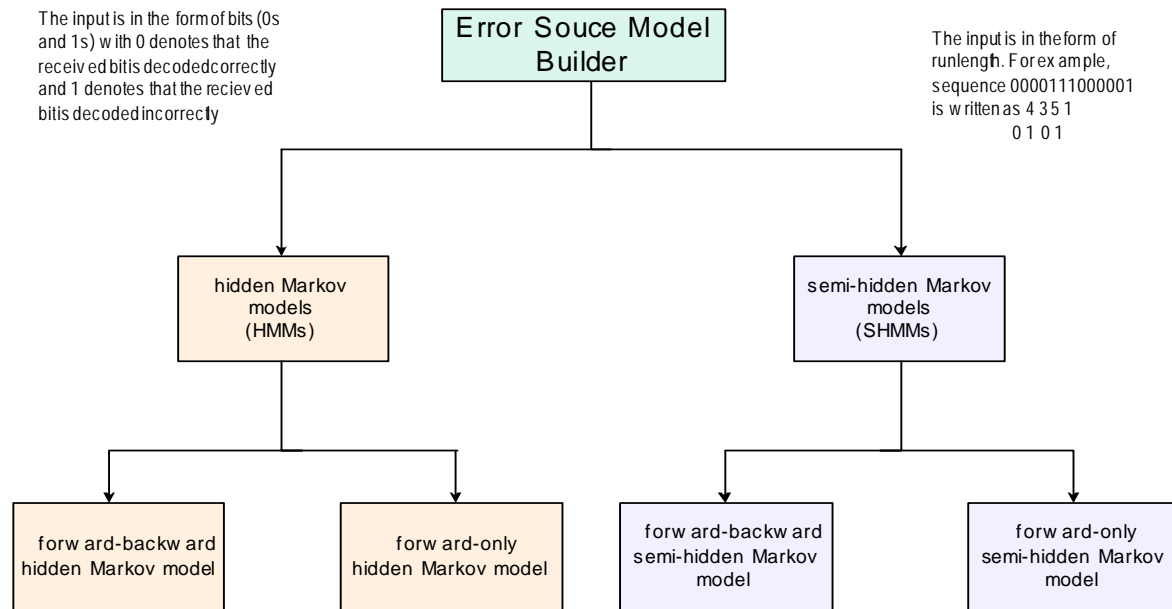 The input is in the form of bits (0s
and 1s) with 0 denotes that the
received bit is decoded correctly
and 1 denotes that the recieved
bit is decoded incorrectly
Error Souce Model
Builder
The input is in the form of
runlength. For example,
sequence 0000111000001
is written as 4 3 5 1
0 1 0 1
hidden Markov
models
(HMMs)
semi-hidden Markov
models
(SHMMs)
forward-backward
hidden Markov model
forward-only
hidden Markov model
forward-backward
semi-hidden Markov
model
forward-only
semi-hidden Markov
model